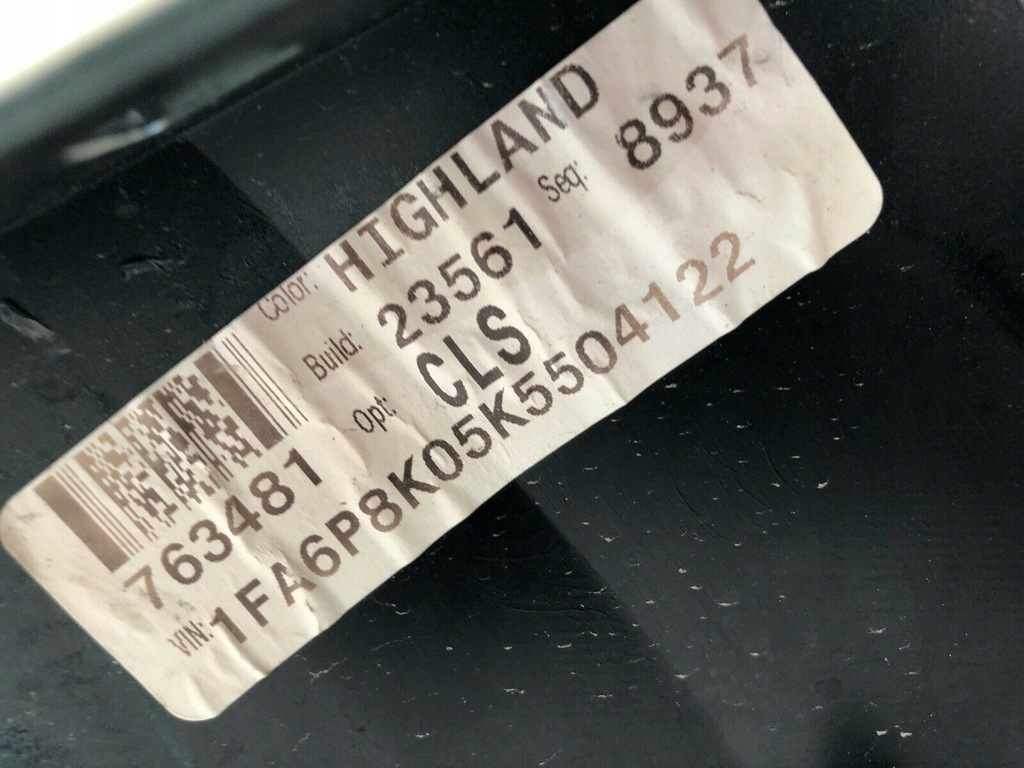 Color: HIGHLAND
Build: 23561 Seq: 8937
Opt: CLS
763481
VIN: 1FA6P8K05K5504122